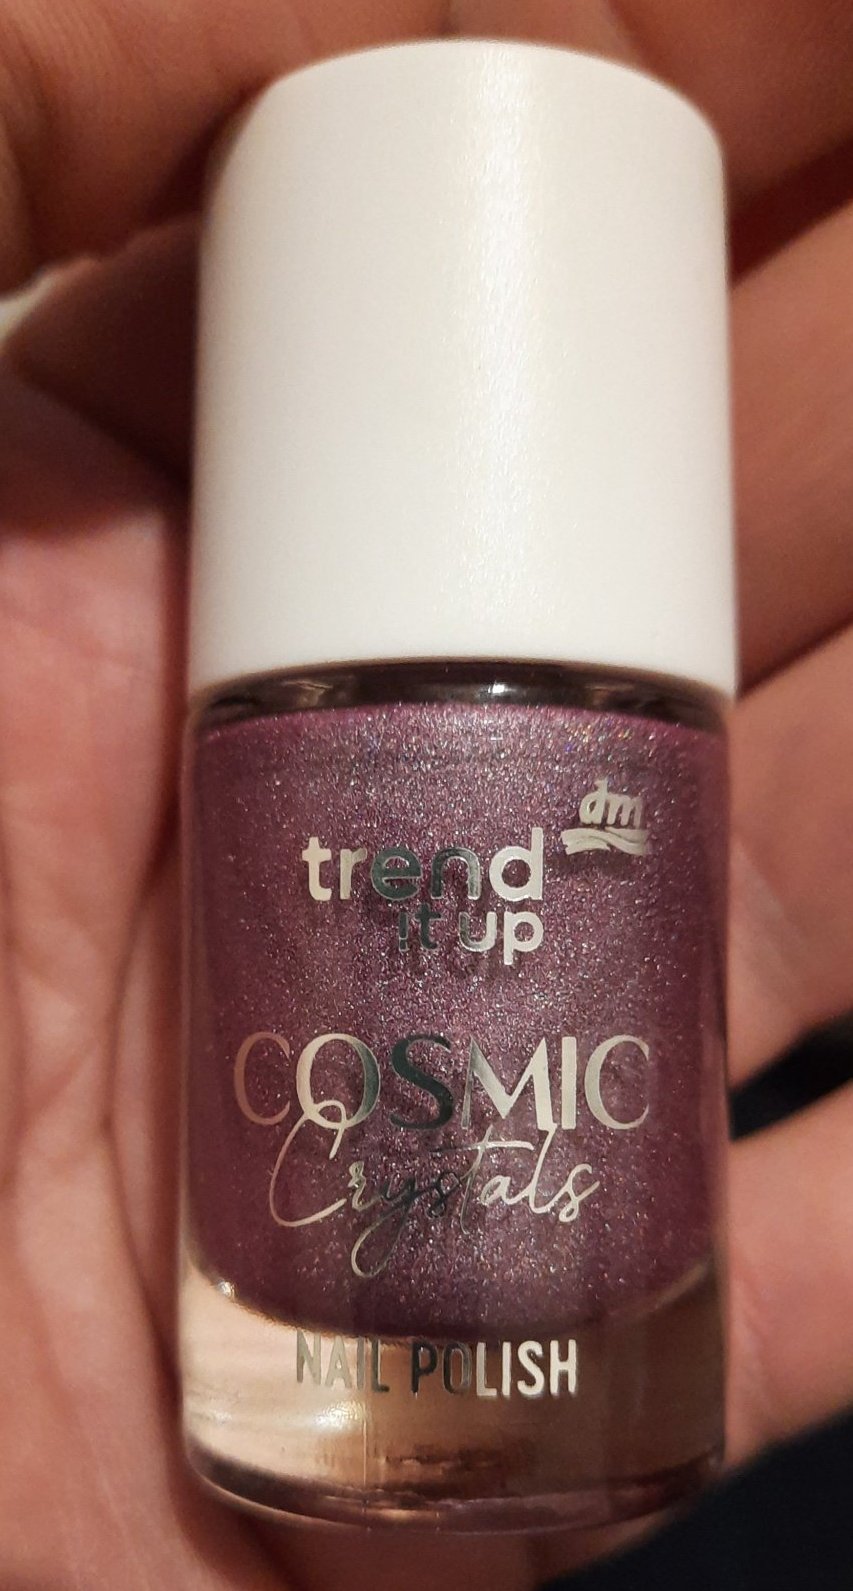 dm
trend
it up
COSMIC
Crystals
NAIL POLISH